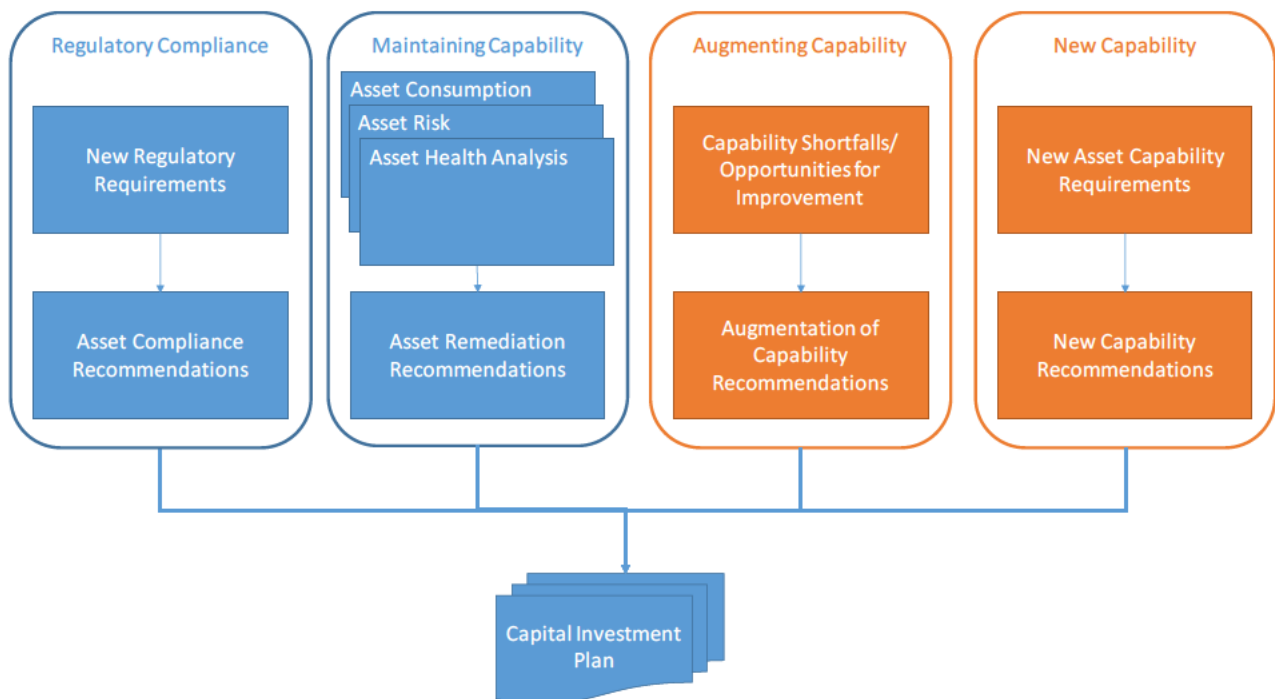 Regulatory Compliance
New Regulatory
Requirements
Asset Compliance
Recommendations
Maintaining Capability
Asset Consumption
Asset Risk
Asset Health Analysis
Asset Remediation
Recommendations
Augmenting Capability
Capability Shortfalls/
Opportunities for
Improvement
Augmentation of
Capability
Recommendations
New Capability
New Asset Capability
Requirements
New Capability
Recommendations
Capital Investment
Plan